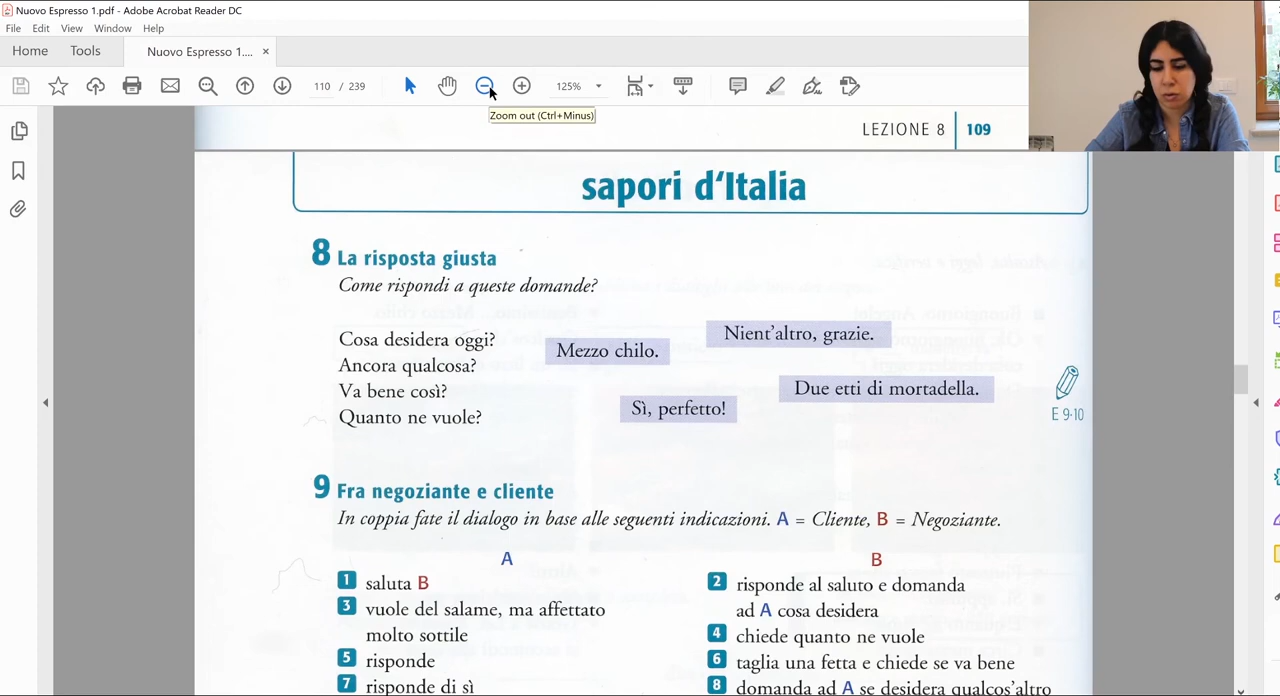 Nuovo Espresso 1.pdf - Adobe Acrobat Reader DC
File Edit View Window Help
Home Tools Nuovo Espresso 1.... ×
110 / 239 125%
Zoom out (Ctrl+Minus)
LEZIONE 8 109
sapori d'Italia
8 La risposta giusta
Come rispondi a queste domande?
Cosa desidera oggi?
Ancora qualcosa?
Va bene così?
Quanto ne vuole?
Nient'altro, grazie.
Mezzo chilo.
Due etti di mortadella.
Sì, perfetto!
E 9·10
9 Fra negoziante e cliente
In coppia fate il dialogo in base alle seguenti indicazioni. A = Cliente, B = Negoziante.
A
1 saluta B
3 vuole del salame, ma affettato
molto sottile
5 risponde
7 risponde di sì
B
2 risponde al saluto e domanda
ad A cosa desidera
4 chiede quanto ne vuole
6 taglia una fetta e chiede se va bene
8 domanda ad A se desidera qualcos'altro